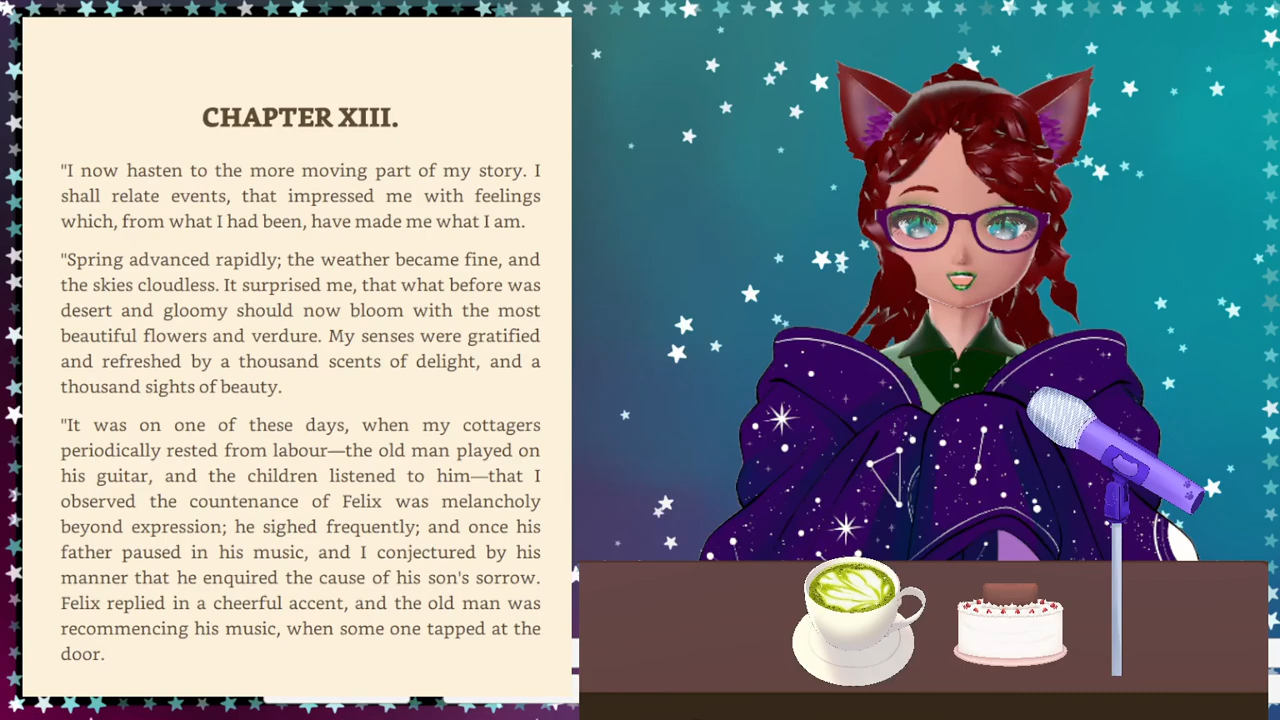 CHAPTER XIII.
"I now hasten to the more moving part of my story. I
shall relate events, that impressed me with feelings
which, from what I had been, have made me what I am.
"Spring advanced rapidly; the weather became fine, and
the skies cloudless. It surprised me, that what before was
desert and gloomy should now bloom with the most
beautiful flowers and verdure. My senses were gratified
and refreshed by a thousand scents of delight, and a
thousand sights of beauty.
"It was on one of these days, when my cottagers
periodically rested from labour—the old man played on
his guitar, and the children listened to him—that I
observed the countenance of Felix was melancholy
beyond expression; he sighed frequently; and once his
father paused in his music, and I conjectured by his
manner that he enquired the cause of his son's sorrow.
Felix replied in a cheerful accent, and the old man was
recommencing his music, when some one tapped at the
door.